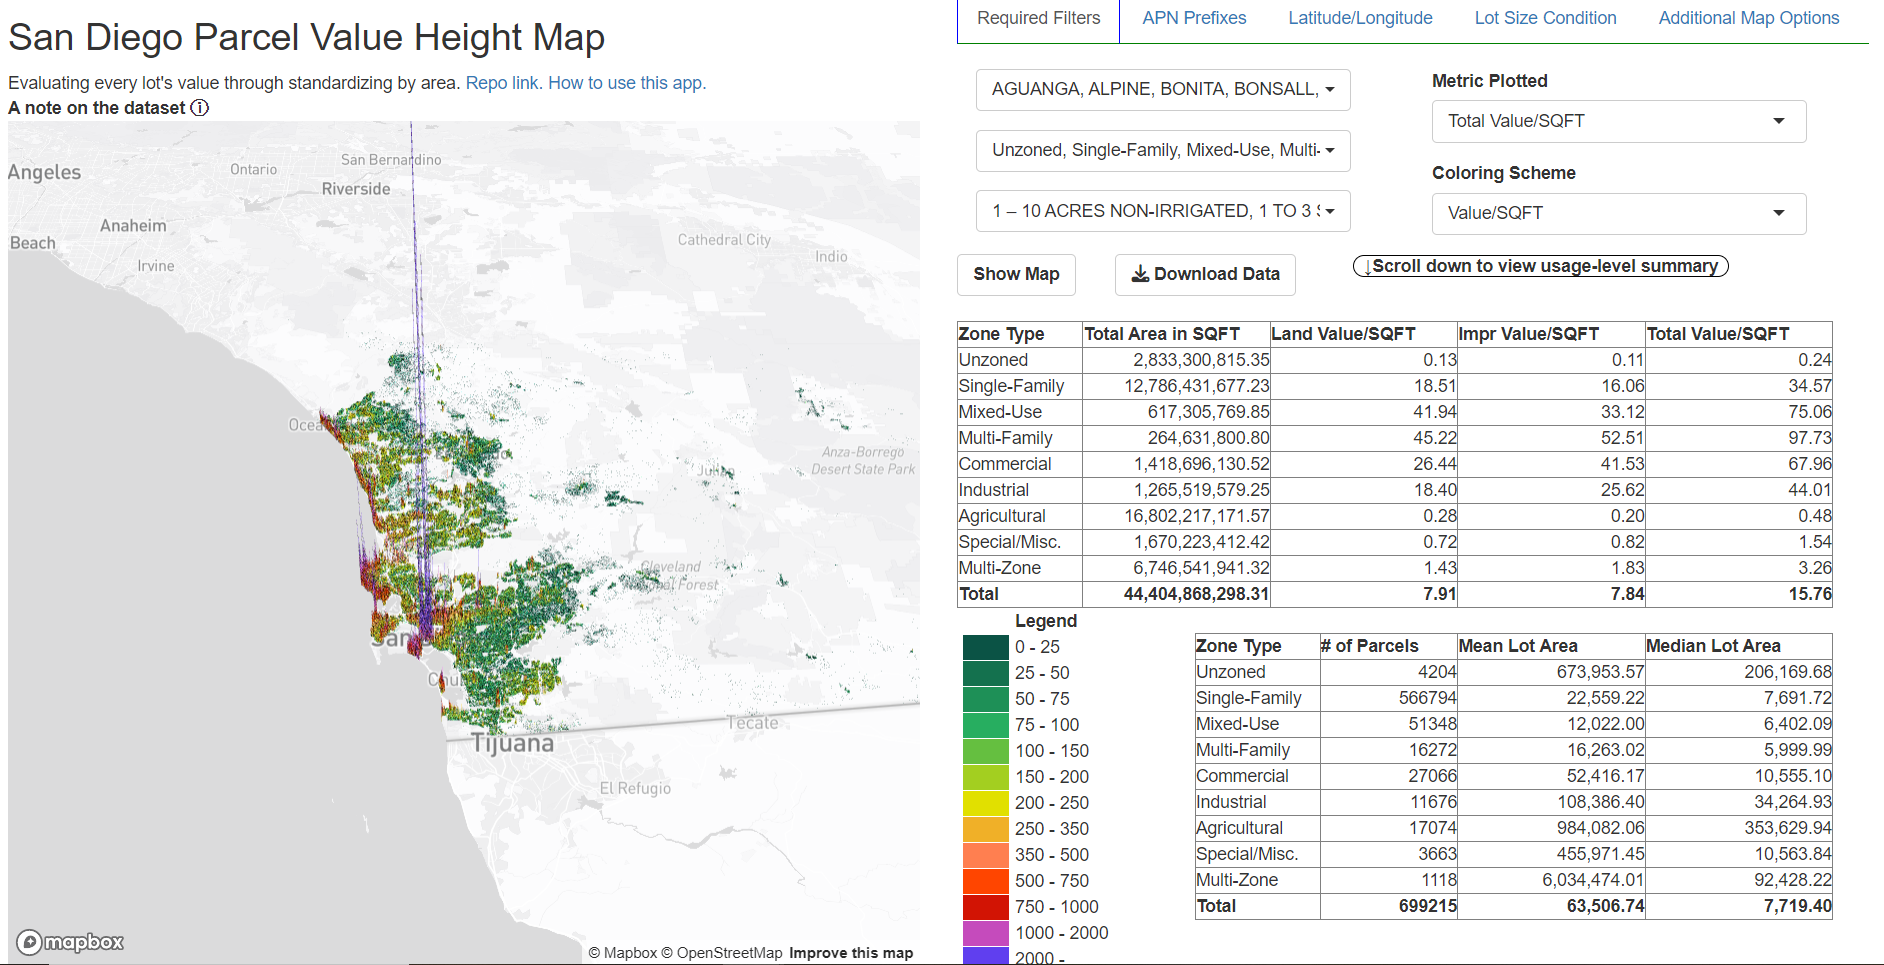 San Diego Parcel Value Height Map
Evaluating every lot's value through standardizing by area. Repo link. How to use this app.
A note on the dataset ⓘ
Angeles
Ontario
San Bernardino
Riverside
Anaheim
Beach
Irvine
Cathedral City
Indio
Ocea
Anza-Borrego
Desert State Park
Julian
Cleveland
National Forest
San
Chul
Tecate
Tijuana
El Refugio
mapbox
© Mapbox © OpenStreetMap Improve this map
Required Filters APN Prefixes Latitude/Longitude Lot Size Condition Additional Map Options
AGUANGA, ALPINE, BONITA, BONSALL,
Unzoned, Single-Family, Mixed-Use, Multi-
1 – 10 ACRES NON-IRRIGATED, 1 TO 3 S
Metric Plotted
Total Value/SQFT
Coloring Scheme
Value/SQFT
Show Map
Download Data
↓Scroll down to view usage-level summary
Zone Type Total Area in SQFT Land Value/SQFT Impr Value/SQFT Total Value/SQFT
Unzoned 2,833,300,815.35 0.13 0.11 0.24
Single-Family 12,786,431,677.23 18.51 16.06 34.57
Mixed-Use 617,305,769.85 41.94 33.12 75.06
Multi-Family 264,631,800.80 45.22 52.51 97.73
Commercial 1,418,696,130.52 26.44 41.53 67.96
Industrial 1,265,519,579.25 18.40 25.62 44.01
Agricultural 16,802,217,171.57 0.28 0.20 0.48
Special/Misc. 1,670,223,412.42 0.72 0.82 1.54
Multi-Zone 6,746,541,941.32 1.43 1.83 3.26
Total 44,404,868,298.31 7.91 7.84 15.76
Legend
0 - 25
25 - 50
50 - 75
75 - 100
100 - 150
150 - 200
200 - 250
250 - 350
350 - 500
500 - 750
750 - 1000
1000 - 2000
2000 -
Zone Type # of Parcels Mean Lot Area Median Lot Area
Unzoned 4204 673,953.57 206,169.68
Single-Family 566794 22,559.22 7,691.72
Mixed-Use 51348 12,022.00 6,402.09
Multi-Family 16272 16,263.02 5,999.99
Commercial 27066 52,416.17 10,555.10
Industrial 11676 108,386.40 34,264.93
Agricultural 17074 984,082.06 353,629.94
Special/Misc. 3663 455,971.45 10,563.84
Multi-Zone 1118 6,034,474.01 92,428.22
Total 699215 63,506.74 7,719.40